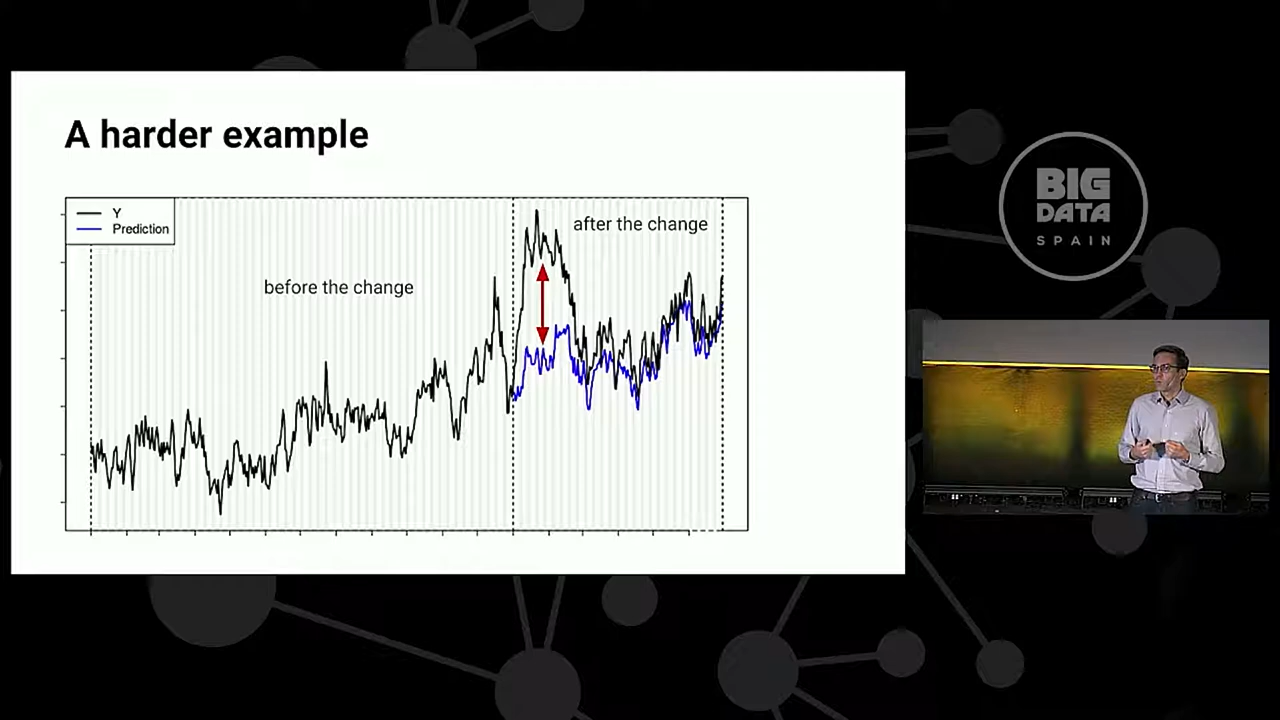 A harder example
Y
Prediction
before the change
after the change
BIG
DATA
SPAIN